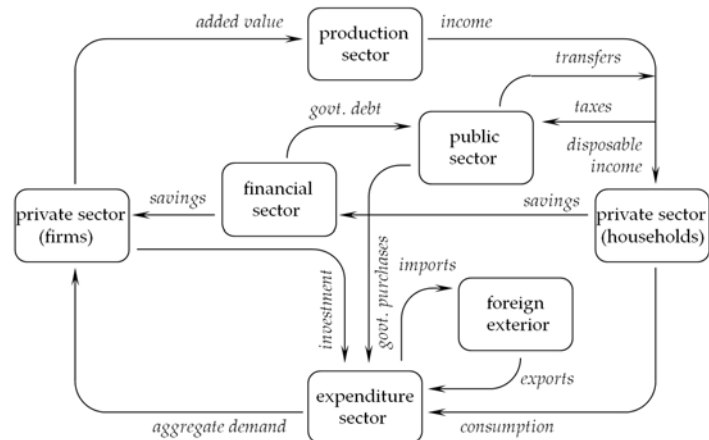 added value
production
sector
income
transfers
govt. debt
public
sector
taxes
disposable
income
financial
sector
savings
savings
private sector
(firms)
private sector
(households)
investment
govt. purchases
imports
foreign
exterior
exports
expenditure
sector
aggregate demand
consumption